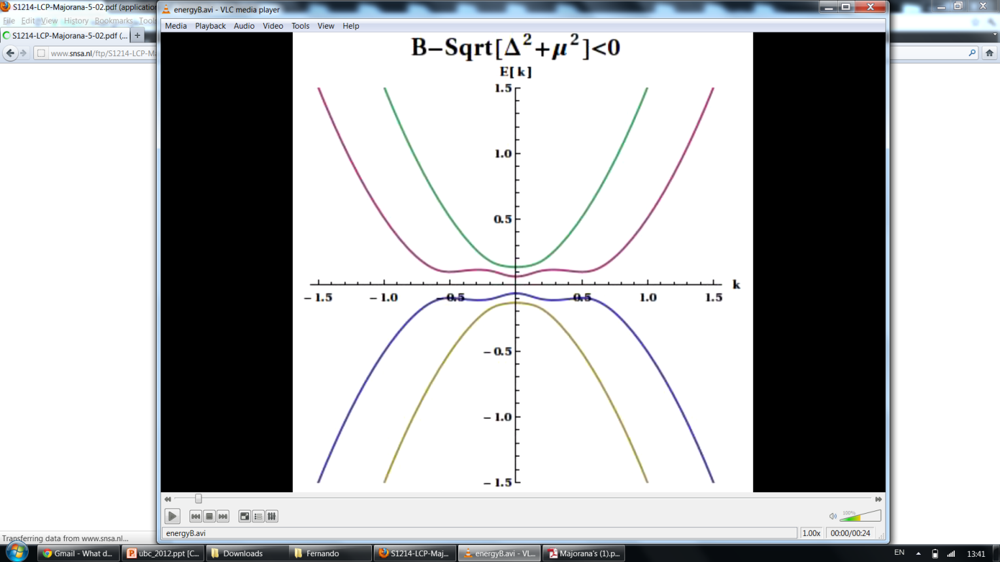 S1214-LCP-Majorana-5-02.pdf (application
energyB.avi - VLC media player
File Edit View History Bookmarks Tools
Media Playback Audio Video Tools View Help
S1214-LCP-Majorana-5-02.pdf (...
www.snsa.nl/ftp/S1214-LCP-Ma
B−Sqrt[Δ²+μ²]<0
E[k]
1.5
1.0
0.5
k
−1.5 −1.0 −0.5 0.5 1.0 1.5
−0.5
−1.0
−1.5
100%
energyB.avi
1.00x 00:00/00:24
Transferring data from www.snsa.nl...
Gmail - What d...
ubc_2012.ppt [C...
Downloads
Fernando
S1214-LCP-Maj...
energyB.avi - VL...
Majorana's (1).p...
EN
13:41